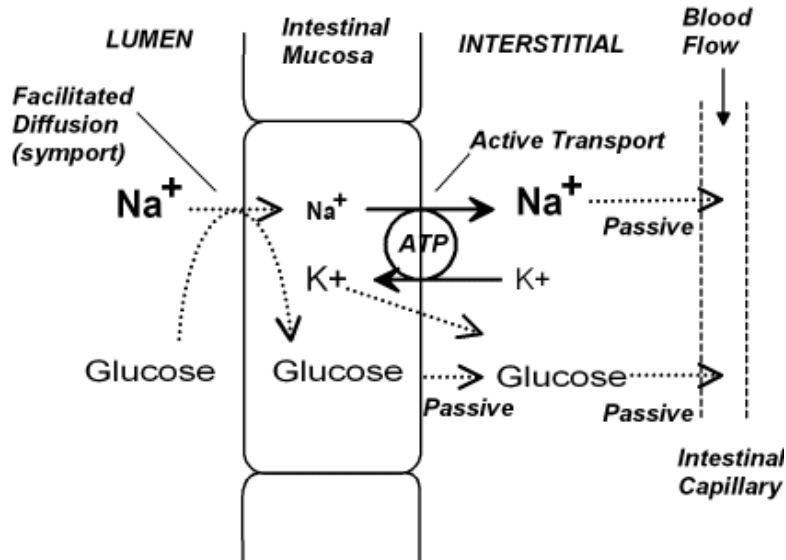 LUMEN
Intestinal
Mucosa
INTERSTITIAL
Blood
Flow
Facilitated
Diffusion
(symport)
Active Transport
Na+
Na+
Na+
Passive
ATP
K+
K+
Glucose
Glucose
Glucose
Passive
Passive
Intestinal
Capillary